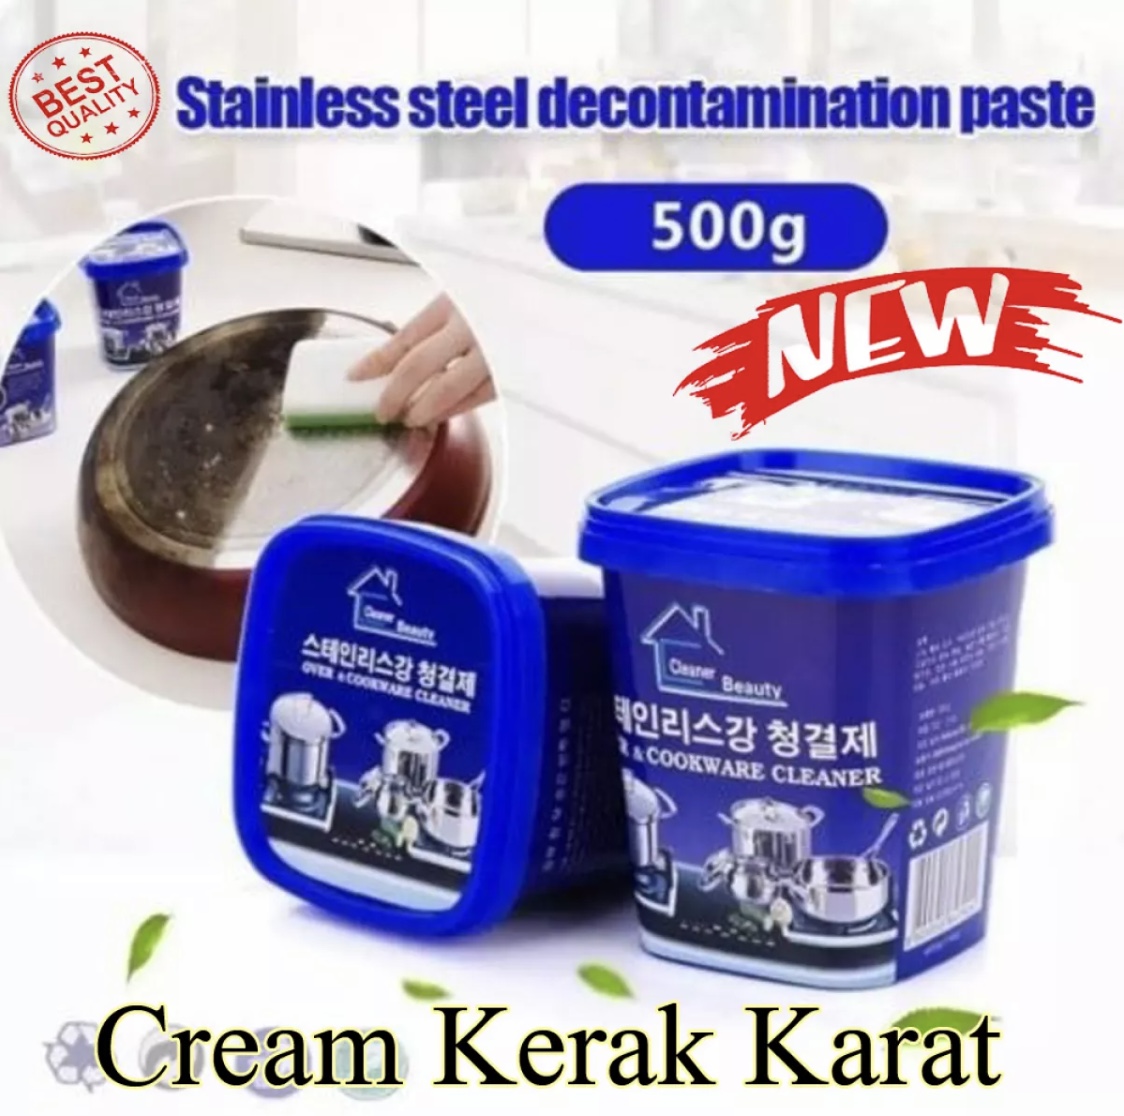 BEST
QUALITY
Stainless steel decontamination paste
500g
NEW
Cleaner
Beauty
스테인리스강 청결제
OVER & COOKWARE CLEANER
Cleaner
Beauty
테인리스강 청결제
R & COOKWARE CLEANER
Cream Kerak Karat